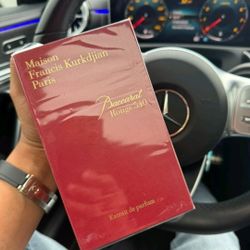 Maison
Francis Kurkdjian
Paris
Baccarat
Rouge 540
Extrait de parfum